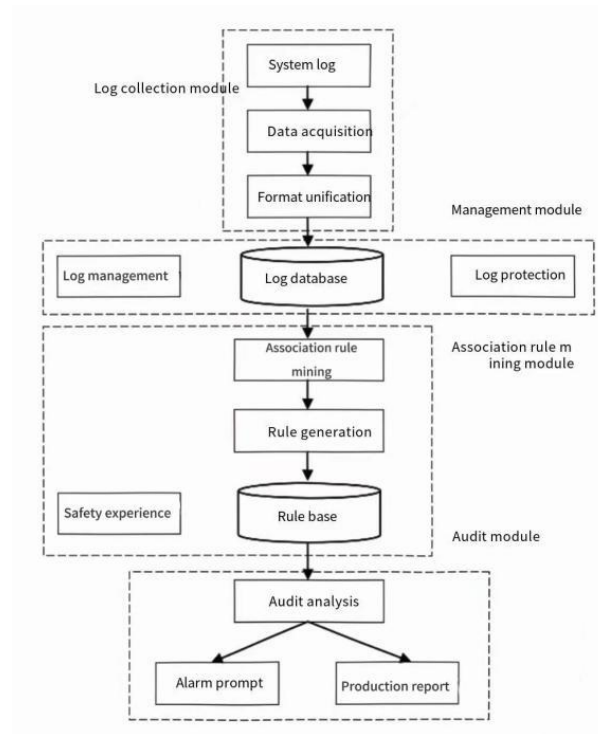 System log
Log collection module
Data acquisition
Format unification
Management module
Log management
Log database
Log protection
Association rule
mining
Association rule m
ining module
Rule generation
Safety experience
Rule base
Audit module
Audit analysis
Alarm prompt
Production report